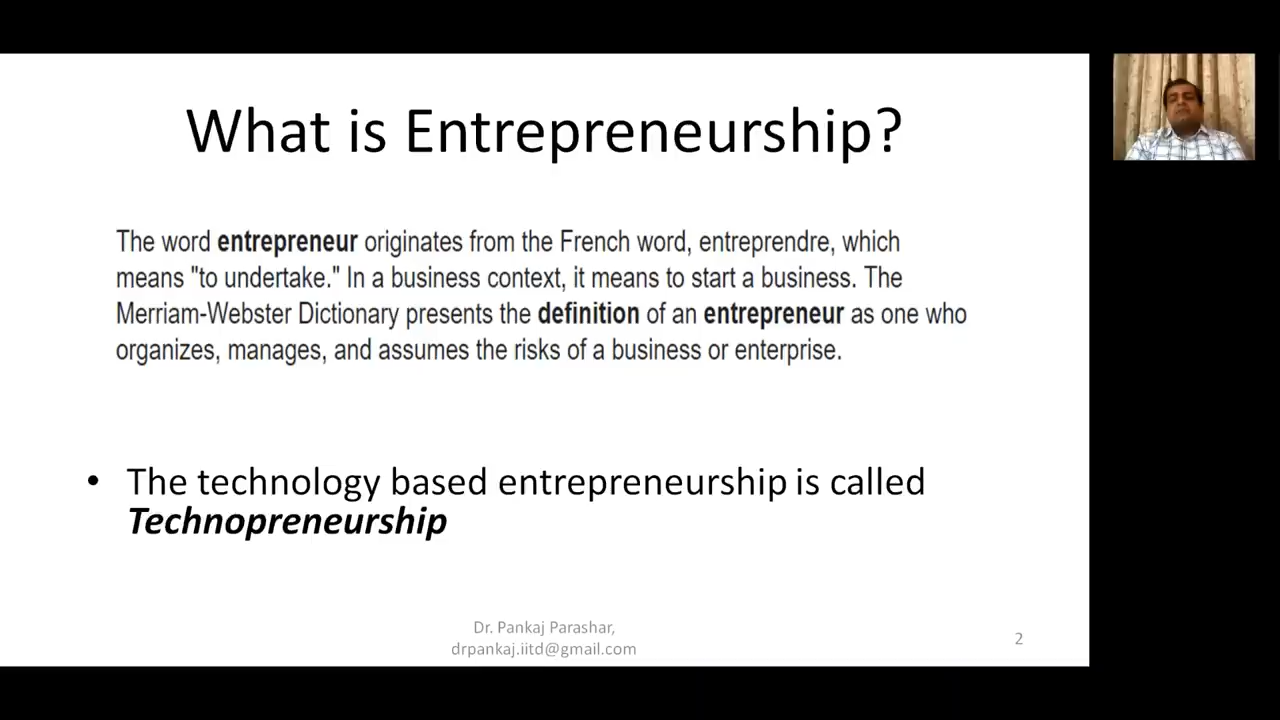 What is Entrepreneurship?
The word entrepreneur originates from the French word, entreprendre, which
means "to undertake." In a business context, it means to start a business. The
Merriam-Webster Dictionary presents the definition of an entrepreneur as one who
organizes, manages, and assumes the risks of a business or enterprise.
• The technology based entrepreneurship is called
Technopreneurship
Dr. Pankaj Parashar,
drpankaj.iitd@gmail.com
2